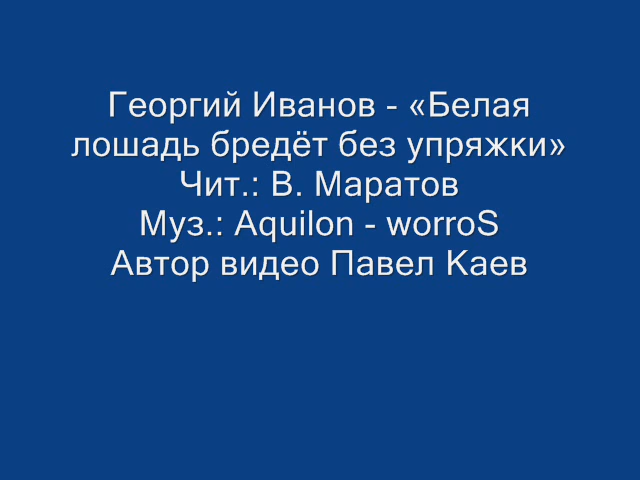 Георгий Иванов - «Белая
лошадь бредёт без упряжки»
Чит.: В. Маратов
Муз.: Aquilon - worroS
Автор видео Павел Каев